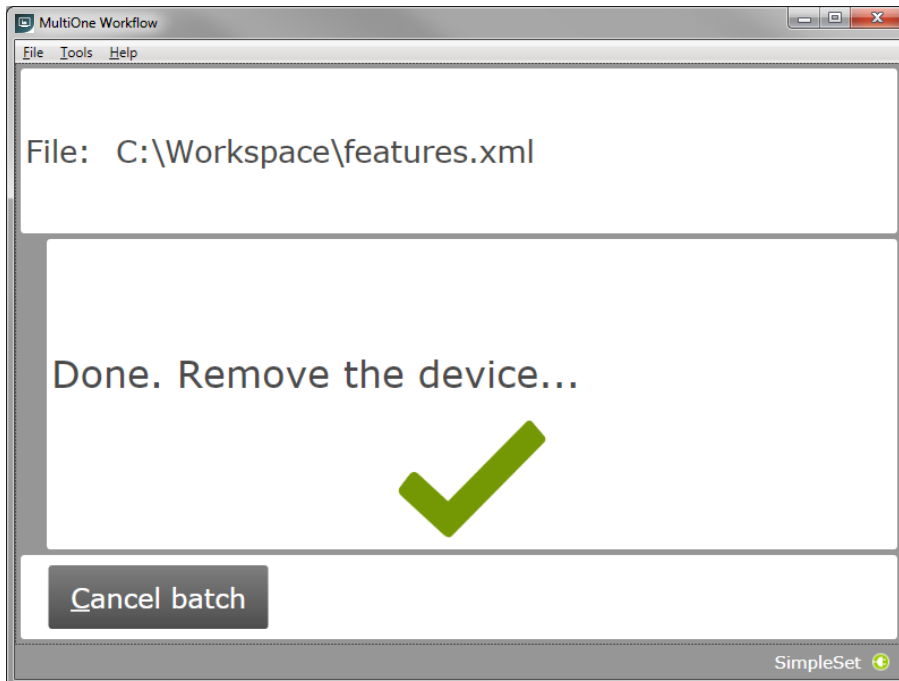 MultiOne Workflow
File Tools Help
File: C:\Workspace\features.xml
Done. Remove the device...
Cancel batch
SimpleSet